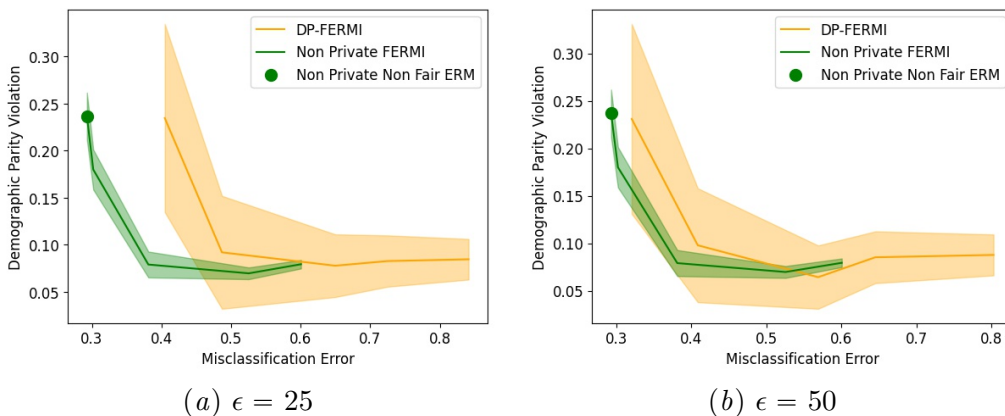 DP-FERMI
Non Private FERMI
Non Private Non Fair ERM
Demographic Parity Violation
0.30
0.25
0.20
0.15
0.10
0.05
0.3 0.4 0.5 0.6 0.7 0.8
Misclassification Error
(a) ϵ = 25
DP-FERMI
Non Private FERMI
Non Private Non Fair ERM
Demographic Parity Violation
0.30
0.25
0.20
0.15
0.10
0.05
0.3 0.4 0.5 0.6 0.7 0.8
Misclassification Error
(b) ϵ = 50